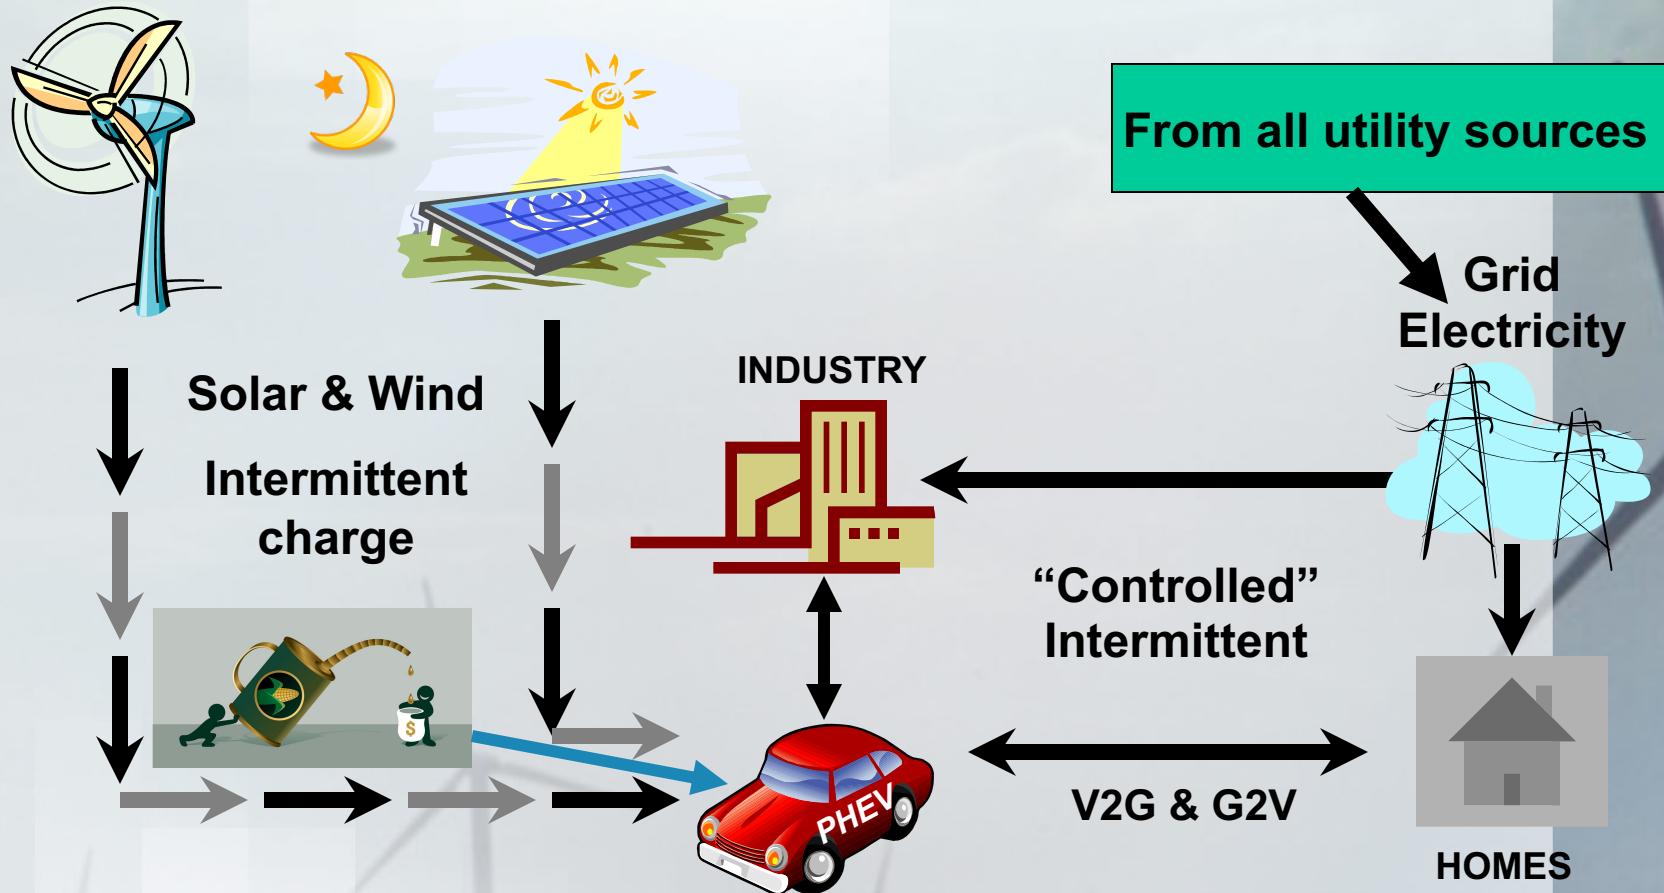 From all utility sources
Grid
Electricity
Solar & Wind
Intermittent
charge
INDUSTRY
“Controlled”
Intermittent
$
PHEV
V2G & G2V
HOMES